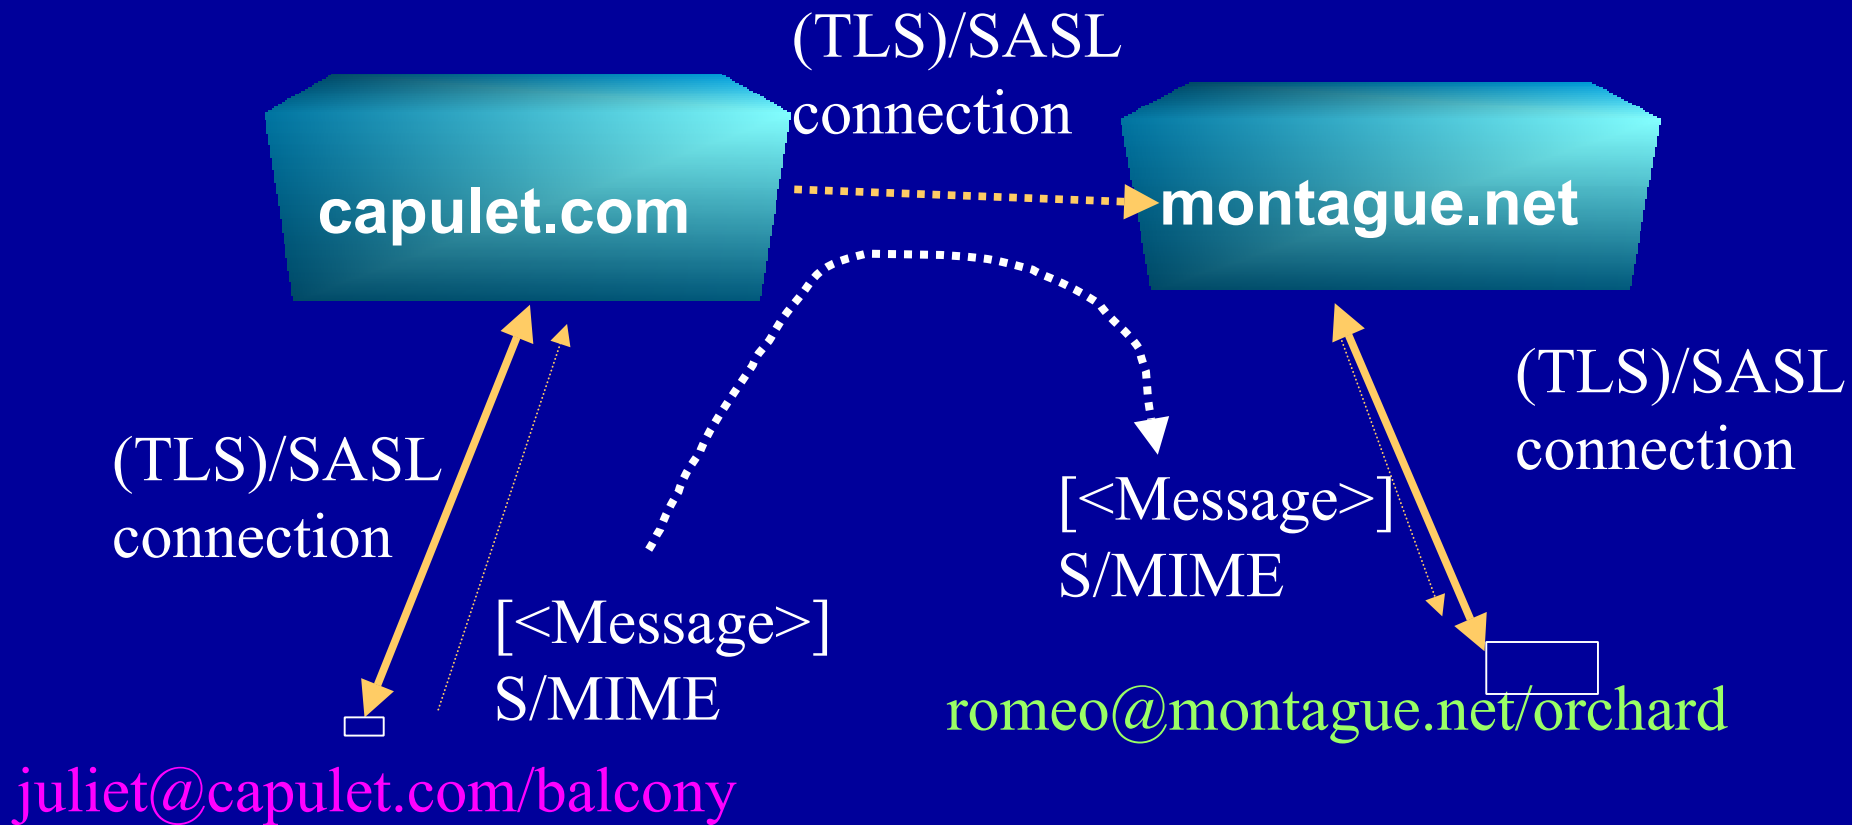 (TLS)/SASL
connection
capulet.com
montague.net
(TLS)/SASL
connection
(TLS)/SASL
connection
[<Message>]
S/MIME
[<Message>]
S/MIME
romeo@montague.net/orchard
juliet@capulet.com/balcony